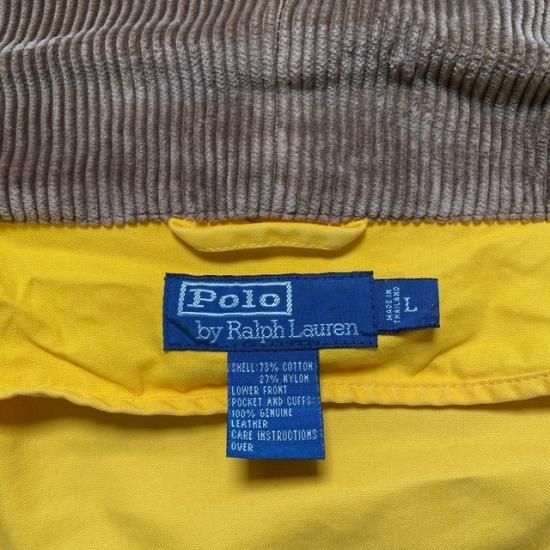 Polo
by Ralph Lauren
MADE IN
THAILAND
L
SHELL:73% COTTON
27% NYLON
LOWER FRONT
POCKET AND CUFFS:
100% GENUINE
LEATHER
CARE INSTRUCTIONS
OVER